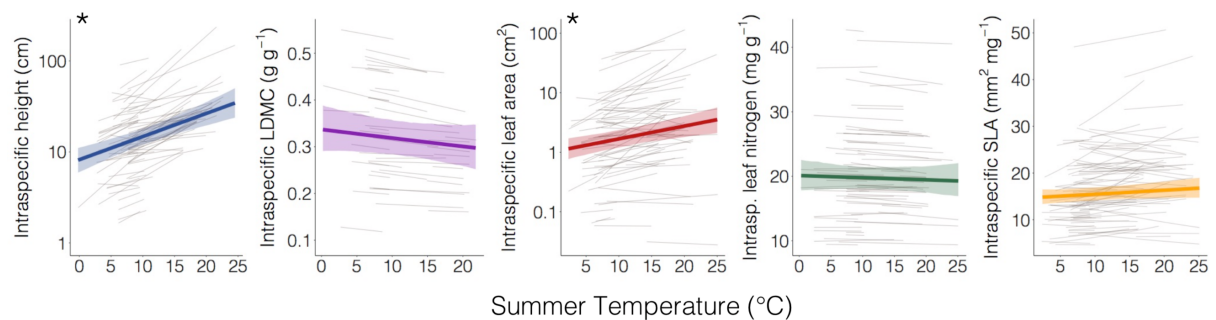 *
Intraspecific height (cm)
100
10
1
0 5 10 15 20 25
Intraspecific LDMC (g g⁻¹)
0.5
0.4
0.3
0.2
0.1
0 5 10 15 20
*
Intraspecific leaf area (cm²)
100
10
1
0.1
5 10 15 20 25
Intrasp. leaf nitrogen (mg g⁻¹)
40
30
20
10
0 5 10 15 20 25
Intraspecific SLA (mm² mg⁻¹)
50
40
30
20
10
5 10 15 20 25
Summer Temperature (°C)